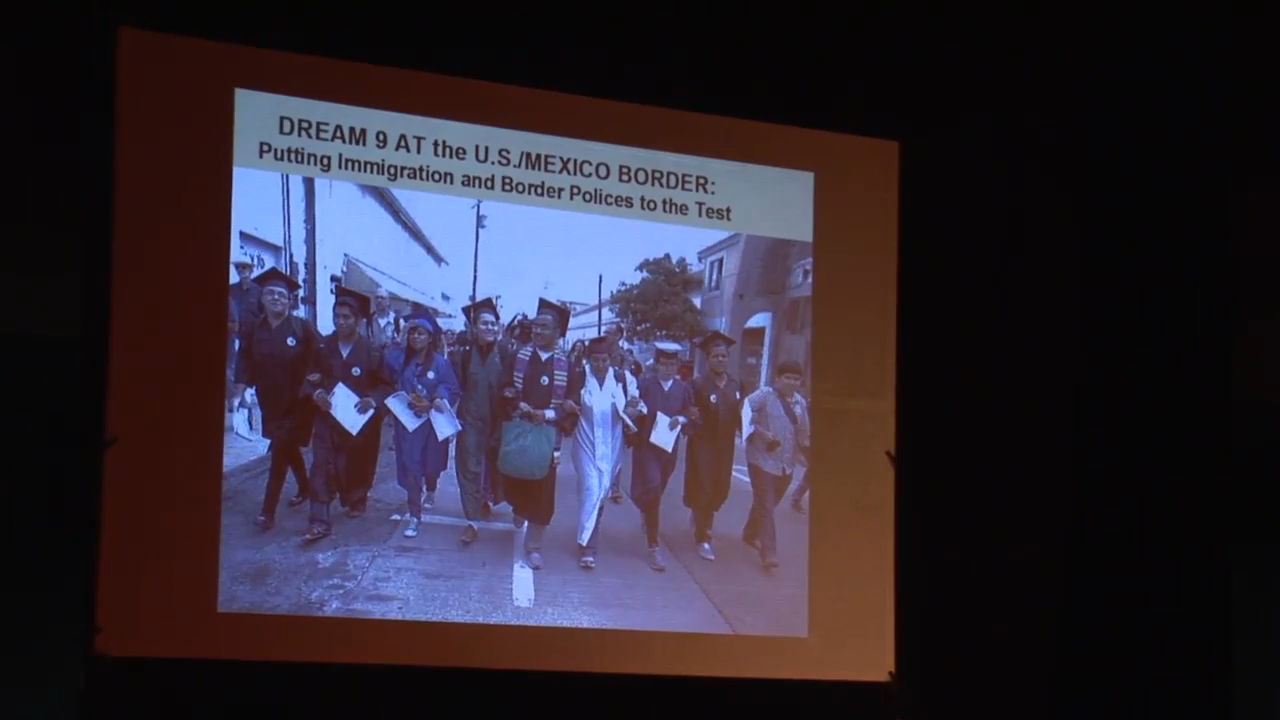 DREAM 9 AT the U.S./MEXICO BORDER:
Putting Immigration and Border Polices to the Test